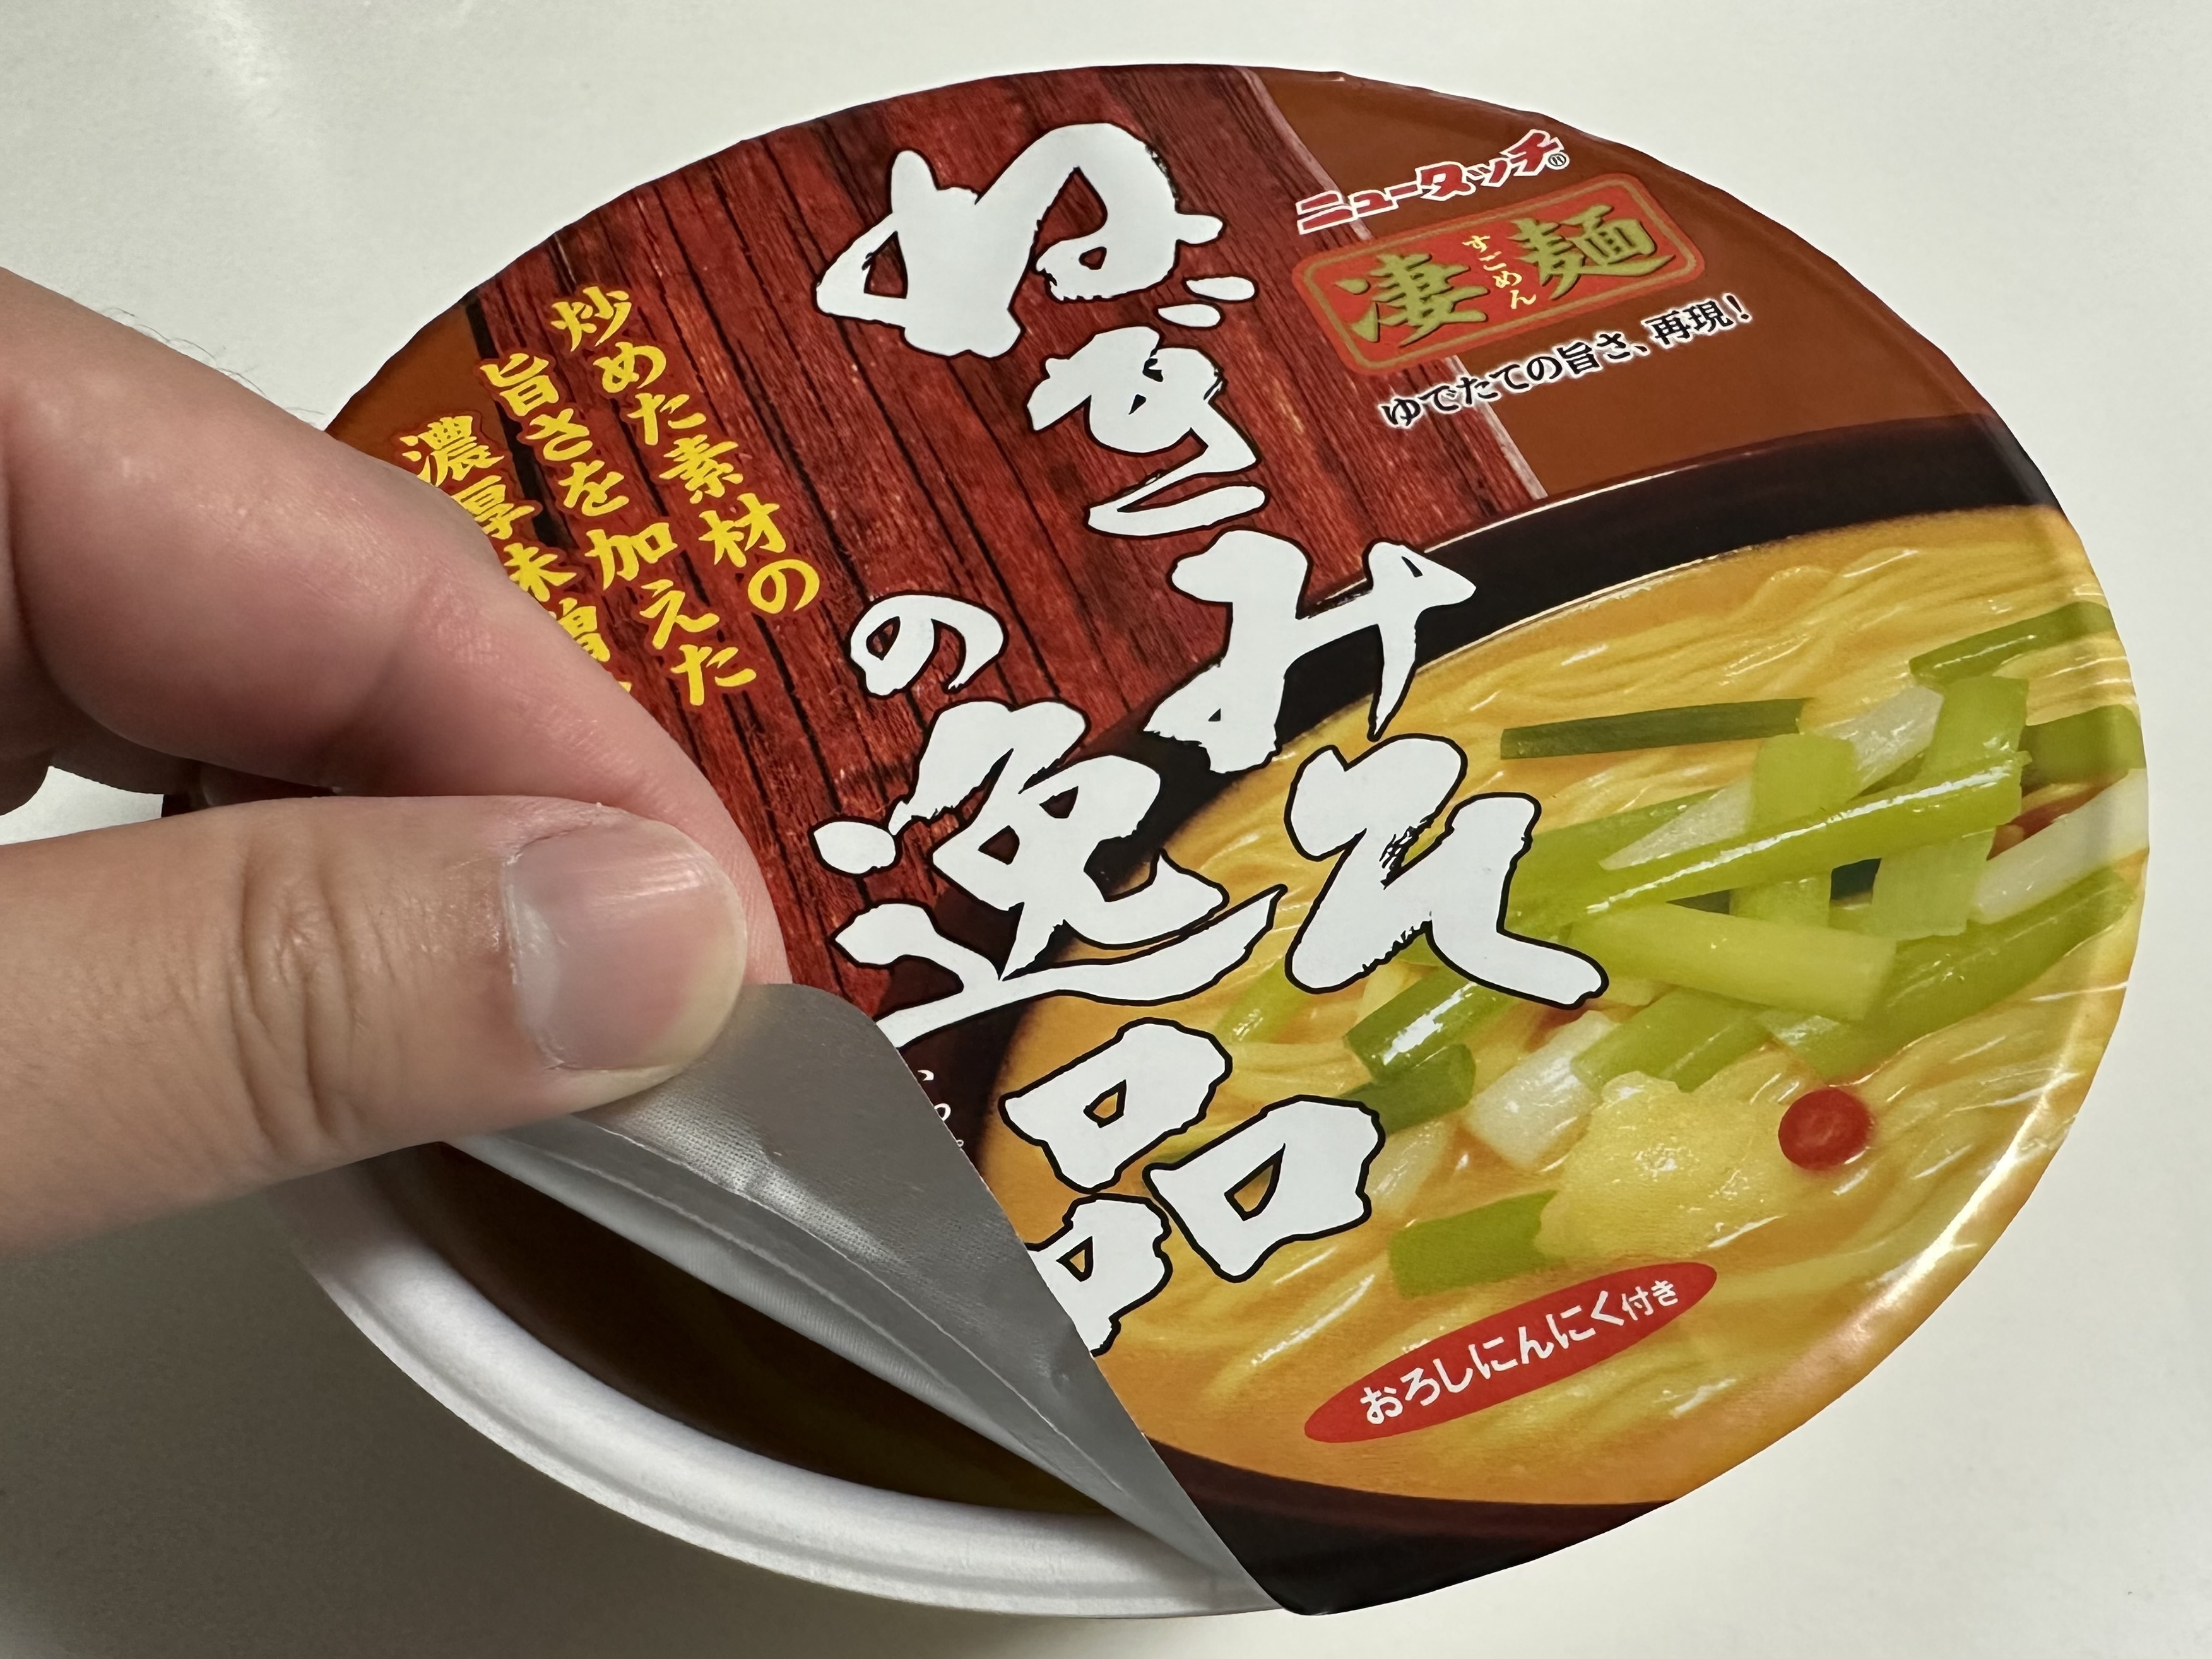 ニュータッチ®
凄麺
すごめん
ゆでたての旨さ、再現!
ねぎみその逸品
炒めた素材の
旨さを加えた
濃厚味噌
おろしにんにく付き